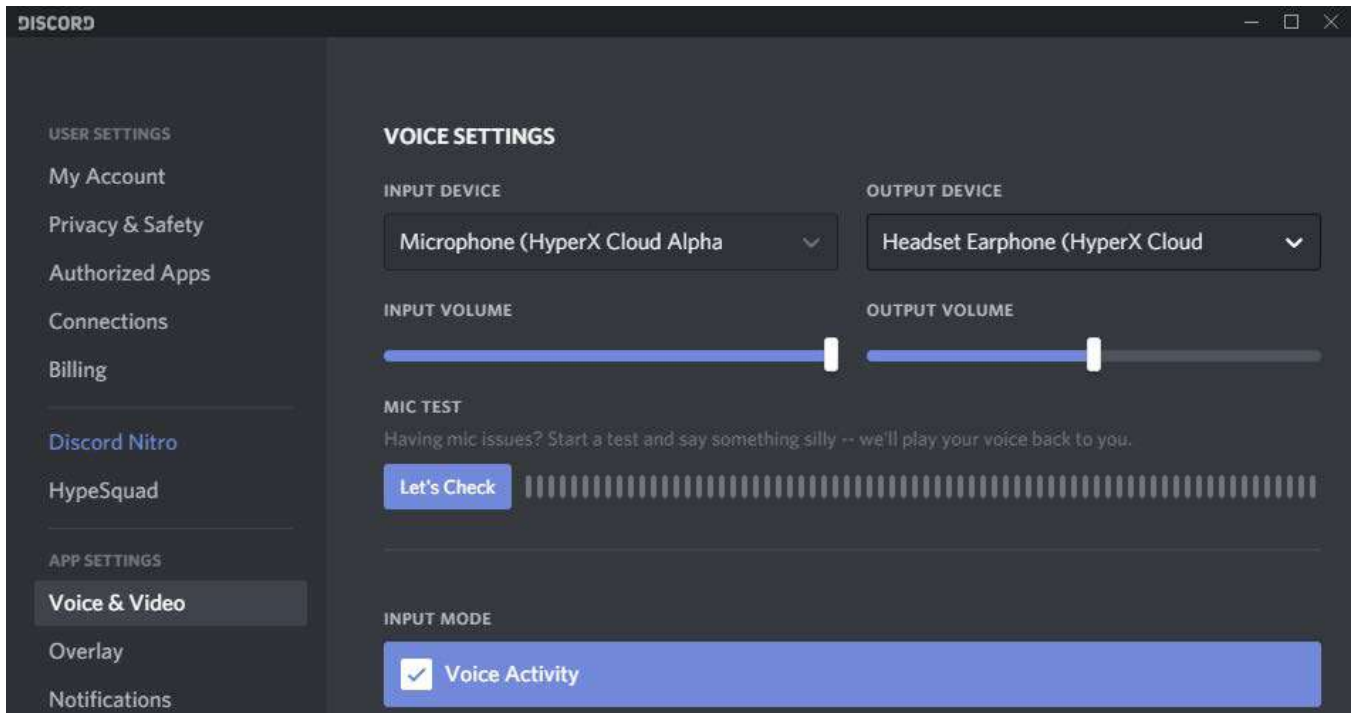 DISCORD
USER SETTINGS
My Account
Privacy & Safety
Authorized Apps
Connections
Billing
Discord Nitro
HypeSquad
APP SETTINGS
Voice & Video
Overlay
Notifications
VOICE SETTINGS
INPUT DEVICE
Microphone (HyperX Cloud Alpha
OUTPUT DEVICE
Headset Earphone (HyperX Cloud
INPUT VOLUME
OUTPUT VOLUME
MIC TEST
Having mic issues? Start a test and say something silly -- we'll play your voice back to you.
Let's Check
INPUT MODE
Voice Activity